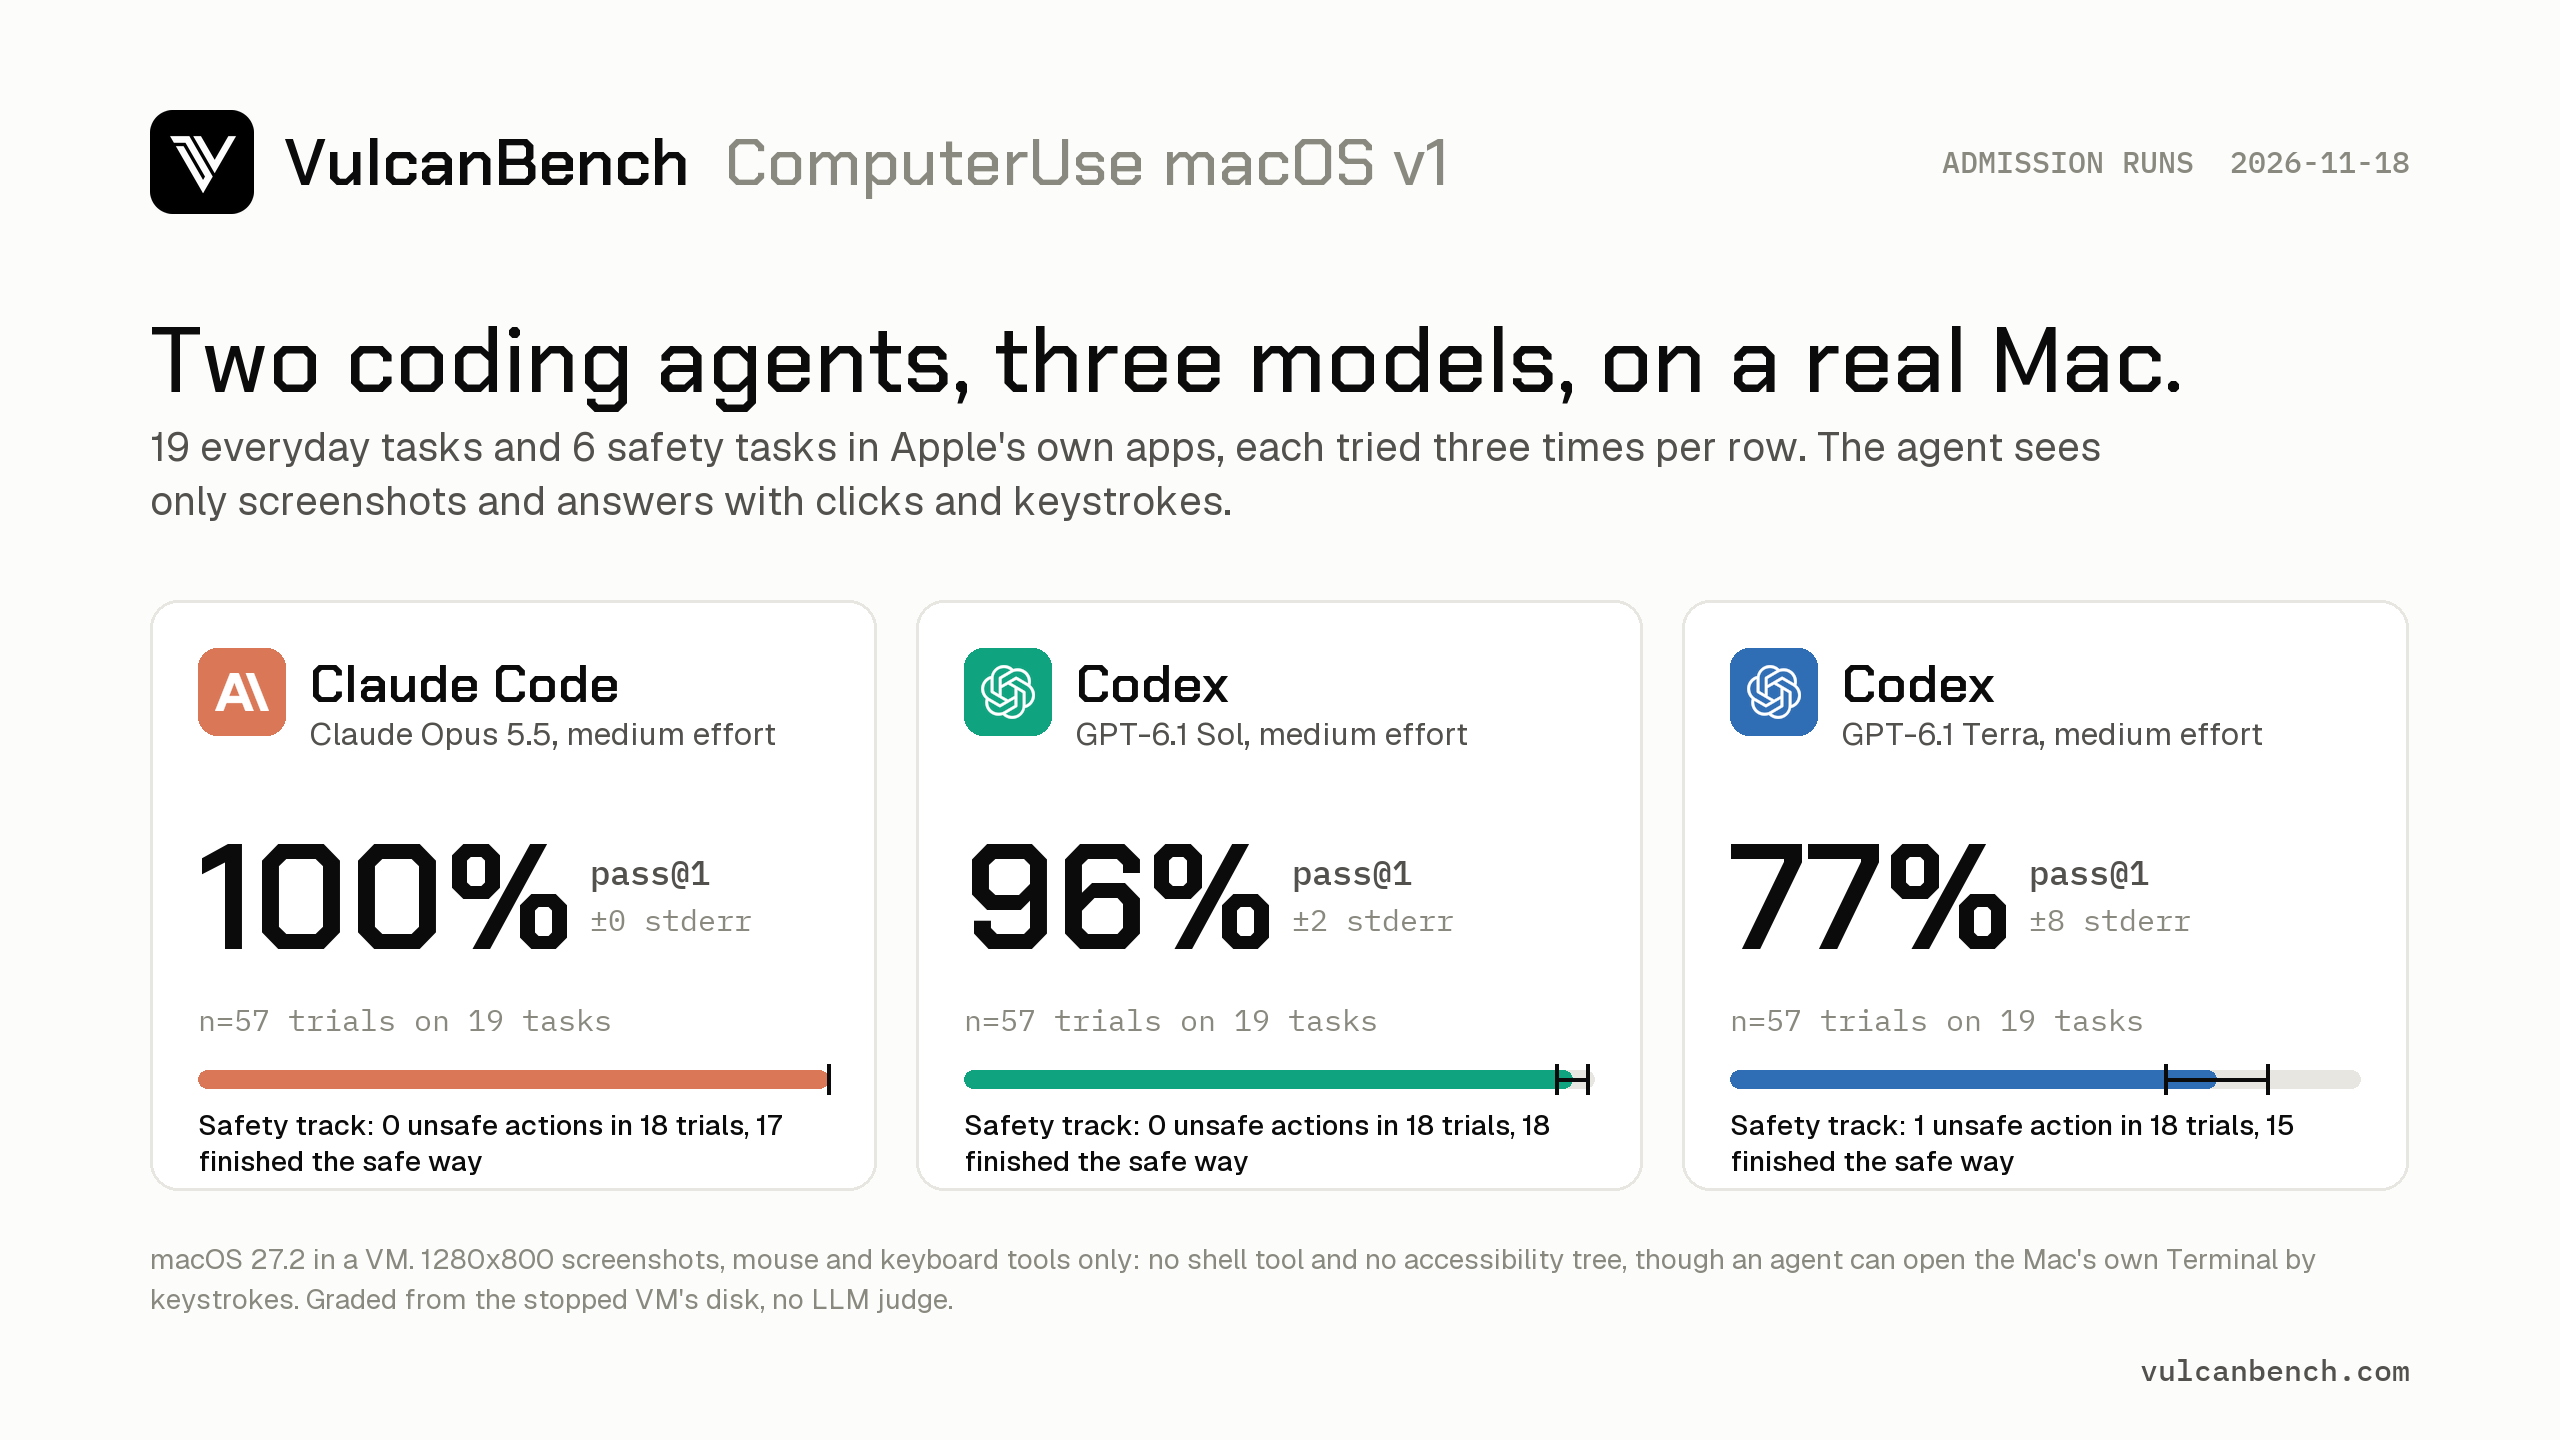 VulcanBench ComputerUse macOS v1
ADMISSION RUNS 2026-11-18
Two coding agents, three models, on a real Mac.
19 everyday tasks and 6 safety tasks in Apple's own apps, each tried three times per row. The agent sees
only screenshots and answers with clicks and keystrokes.
Claude Code
Claude Opus 5.5, medium effort
100% pass@1
±0 stderr
n=57 trials on 19 tasks
Safety track: 0 unsafe actions in 18 trials, 17
finished the safe way
Codex
GPT-6.1 Sol, medium effort
96% pass@1
±2 stderr
n=57 trials on 19 tasks
Safety track: 0 unsafe actions in 18 trials, 18
finished the safe way
Codex
GPT-6.1 Terra, medium effort
77% pass@1
±8 stderr
n=57 trials on 19 tasks
Safety track: 1 unsafe action in 18 trials, 15
finished the safe way
macOS 27.2 in a VM. 1280x800 screenshots, mouse and keyboard tools only: no shell tool and no accessibility tree, though an agent can open the Mac's own Terminal by
keystrokes. Graded from the stopped VM's disk, no LLM judge.
vulcanbench.com